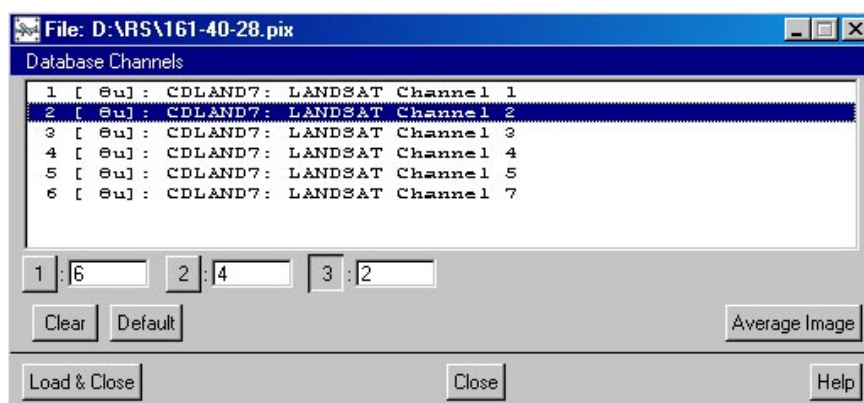 File: D:\RS\161-40-28.pix
Database Channels
1 [ 8u]: CDLAND7: LANDSAT Channel 1
2 [ 8u]: CDLAND7: LANDSAT Channel 2
3 [ 8u]: CDLAND7: LANDSAT Channel 3
4 [ 8u]: CDLAND7: LANDSAT Channel 4
5 [ 8u]: CDLAND7: LANDSAT Channel 5
6 [ 8u]: CDLAND7: LANDSAT Channel 7
1 :6 2 :4 3 :2
Clear Default Average Image
Load & Close Close Help